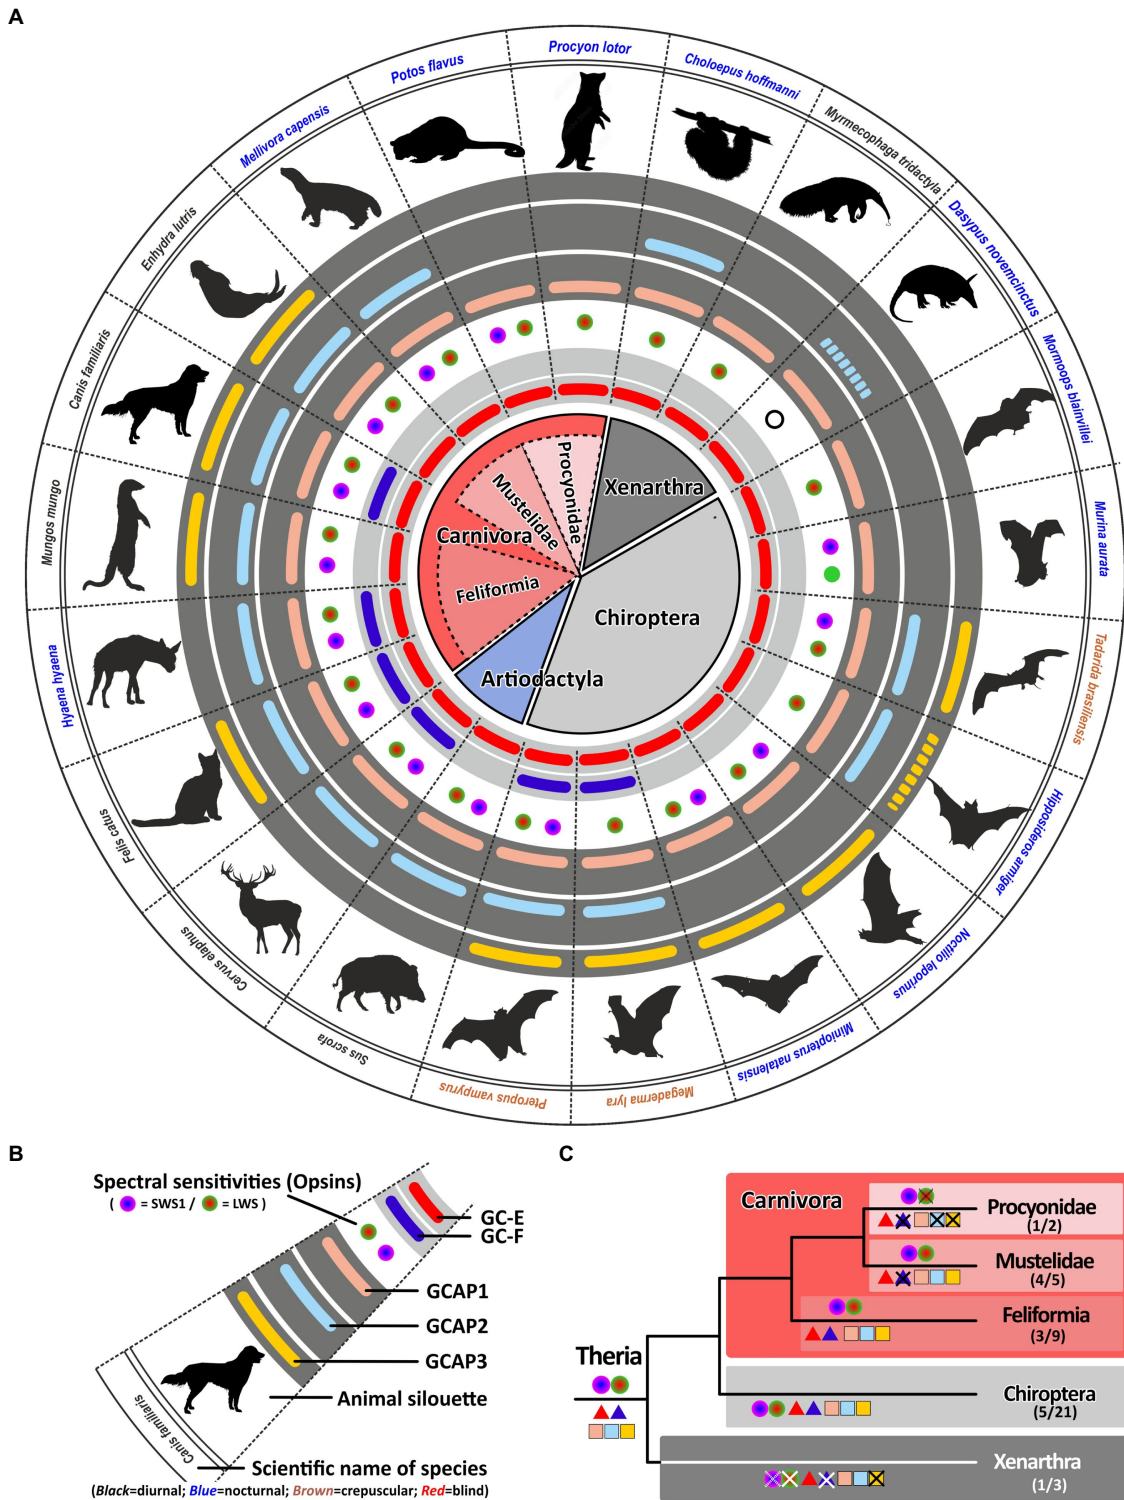 A
Procyon lotor
Choloepus hoffmanni
Myrmecophaga tridactyla
Dasypus novemcinctus
Mormoops blainvillei
Murina aurata
Tadarida brasiliensis
Hipposideros armiger
Noctilio leporinus
Miniopterus natalensis
Megaderma lyra
Pteropus vampyrus
Sus scrofa
Cervus elaphus
Felis catus
Hyaena hyaena
Mungos mungo
Canis familiaris
Enhydra lutris
Mellivora capensis
Potos flavus
Procyonidae
Mustelidae
Carnivora
Feliformia
Xenarthra
Chiroptera
Artiodactyla
B
Spectral sensitivities (Opsins)
( = SWS1 / = LWS )
GC-E
GC-F
GCAP1
GCAP2
GCAP3
Animal silouette
Canis familiaris
Scientific name of species
(Black=diurnal; Blue=nocturnal; Brown=crepuscular; Red=blind)
C
Carnivora
Procyonidae
(1/2)
Mustelidae
(4/5)
Feliformia
(3/9)
Theria
Chiroptera
(5/21)
Xenarthra
(1/3)